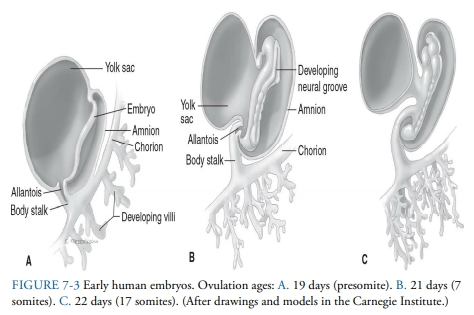 Yolk sac
Embryo
Amnion
Chorion
Allantois
Body stalk
Developing villi
A
Developing
neural groove
Yolk
sac
Amnion
Allantois
Body stalk
Chorion
B
C
FIGURE 7-3 Early human embryos. Ovulation ages: A. 19 days (presomite). B. 21 days (7
somites). C. 22 days (17 somites). (After drawings and models in the Carnegie Institute.)